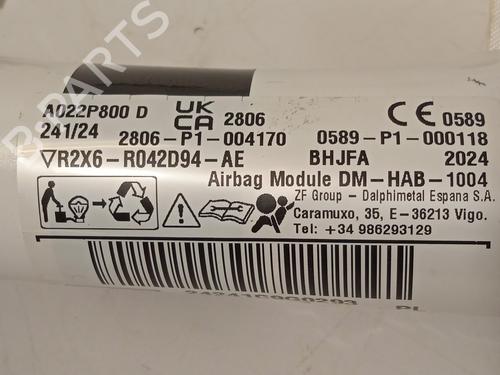 A022P800 D UK CA 2806 CE 0589
241/24 2806-P1-004170 0589-P1-000118
R2X6-R042D94-AE BHJFA 2024
Airbag Module DM-HAB-1004
ZF Group - Dalphimetal Espana S.A.
Caramuxo, 35, E-36213 Vigo.
Tel: +34 986293129